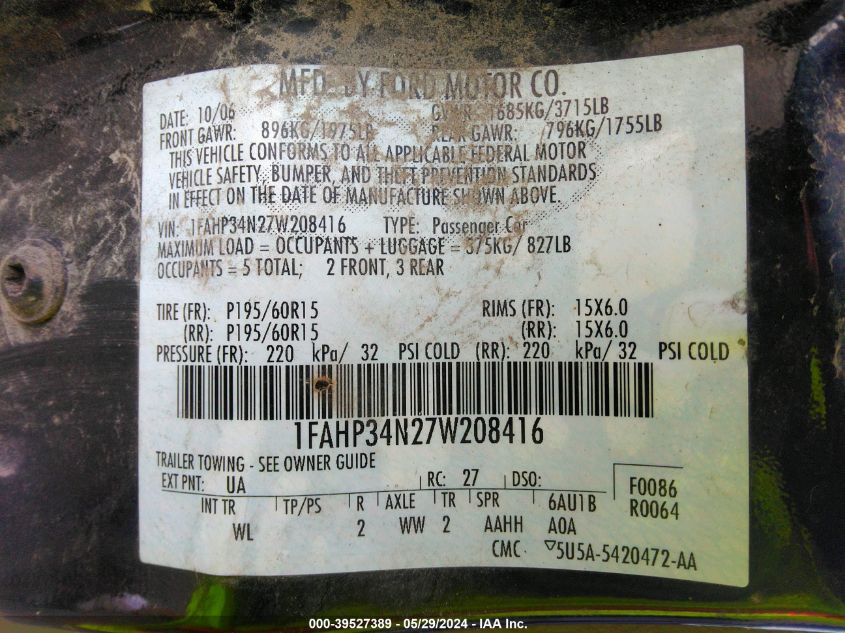 MFD. BY FORD MOTOR CO.
DATE: 10/06 1685KG/3715LB
FRONT GAWR: 896KG/1975LB REAR GAWR: 796KG/1755LB
THIS VEHICLE CONFORMS TO ALL APPLICABLE FEDERAL MOTOR
VEHICLE SAFETY, BUMPER, AND THEFT PREVENTION STANDARDS
IN EFFECT ON THE DATE OF MANUFACTURE SHOWN ABOVE.
VIN: 1FAHP34N27W208416 TYPE: Passenger Car
MAXIMUM LOAD = OCCUPANTS + LUGGAGE = 375KG/ 827LB
OCCUPANTS = 5 TOTAL; 2 FRONT, 3 REAR
TIRE (FR): P195/60R15 RIMS (FR): 15X6.0
(RR): P195/60R15 (RR): 15X6.0
PRESSURE (FR): 220 kPa/ 32 PSI COLD (RR): 220 kPa/ 32 PSI COLD
1FAHP34N27W208416
TRAILER TOWING - SEE OWNER GUIDE
EXT PNT: UA RC: 27 DSO: F0086
INT TR TP/PS R AXLE TR SPR 6AU1B R0064
WL 2 WW 2 AAHH A0A
CMC ▽5U5A-5420472-AA
000-39527389 - 05/29/2024 - IAA Inc.